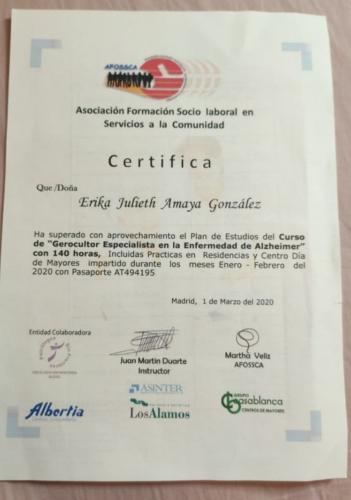 AFOSSCA
Asociación Formación Socio laboral en
Servicios a la Comunidad
Certifica
Que /Doña
Erika Julieth Amaya González
Ha superado con aprovechamiento el Plan de Estudios del Curso
de "Gerocultor Especialista en la Enfermedad de Alzheimer"
con 140 horas, Incluidas Practicas en Residencias y Centro Día
de Mayores impartido durante los meses Enero - Febrero del
2020 con Pasaporte AT494195
Madrid, 1 de Marzo del 2020
Entidad Colaboradora
Juan Martin Duarte
Instructor
Martha Veliz
AFOSSCA
Albertia
ASINTER
LosAlamos
GRUPO
Casablanca
CENTROS DE MAYORES